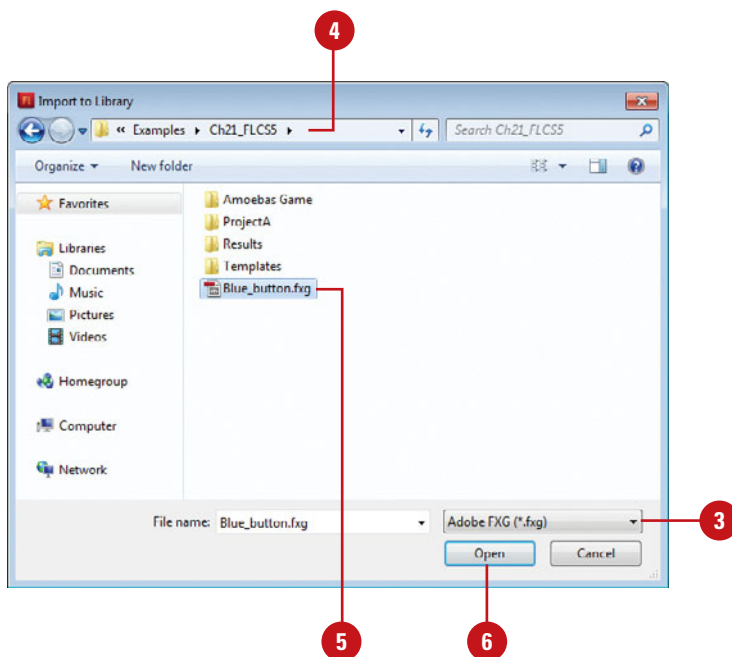 4
Import to Library
« Examples ▸ Ch21_FLCS5 ▸
Search Ch21_FLCS5
Organize
New folder
Favorites
Libraries
Documents
Music
Pictures
Videos
Homegroup
Computer
Network
Amoebas Game
ProjectA
Results
Templates
Blue_button.fxg
File name: Blue_button.fxg
Adobe FXG (*.fxg)
3
Open
Cancel
5
6